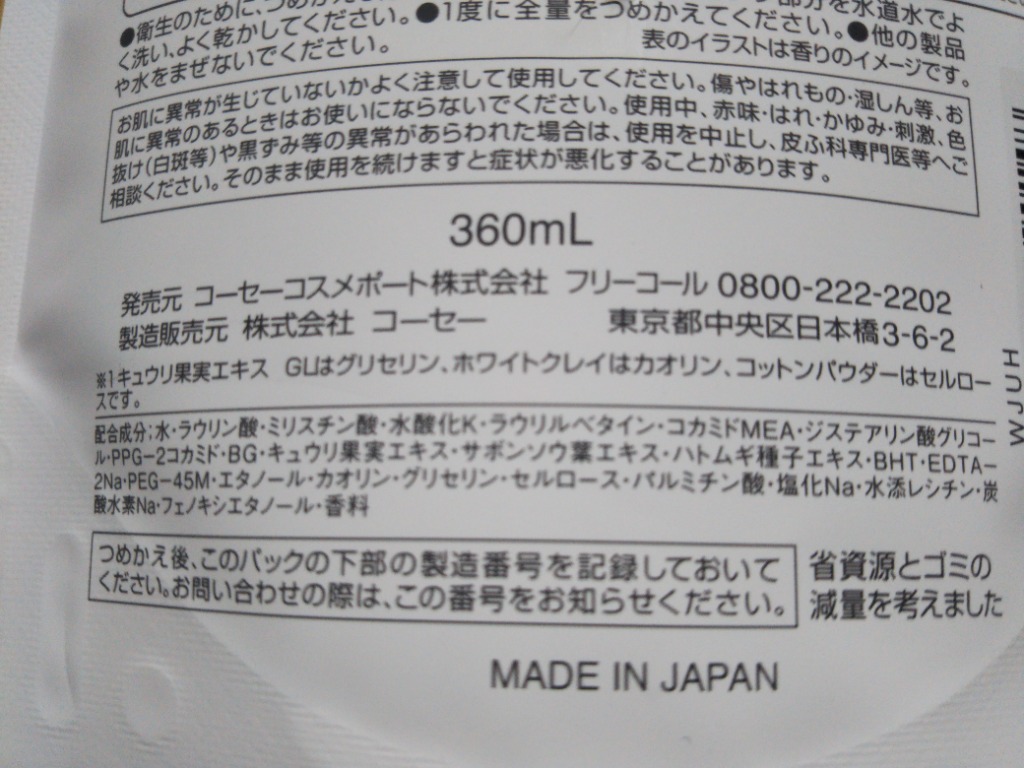 ●衛生のために、つめかえ
部分を水道水でよ
く洗い、よく乾かしてください。●1度に全量をつめかえてください。●他の製品
や水をまぜないでください。
表のイラストは香りのイメージです。
お肌に異常が生じていないかよく注意して使用してください。傷やはれもの・湿しん等、お
肌に異常のあるときはお使いにならないでください。使用中、赤味・はれ・かゆみ・刺激、色
抜け(白斑等)や黒ずみ等の異常があらわれた場合は、使用を中止し、皮ふ科専門医等へご
相談ください。そのまま使用を続けますと症状が悪化することがあります。
360mL
発売元 コーセーコスメポート株式会社 フリーコール 0800-222-2202
製造販売元 株式会社 コーセー 東京都中央区日本橋3-6-2
※1キュウリ果実エキス GLはグリセリン、ホワイトクレイはカオリン、コットンパウダーはセルロー
スです。
配合成分;水・ラウリン酸・ミリスチン酸・水酸化K・ラウリルベタイン・コカミドMEA・ジステアリン酸グリコー
ル・PPG-2コカミド・BG・キュウリ果実エキス・サボンソウ葉エキス・ハトムギ種子エキス・BHT・EDTA-
2Na・PEG-45M・エタノール・カオリン・グリセリン・セルロース・パルミチン酸・塩化Na・水添レシチン・炭
酸水素Na・フェノキシエタノール・香料
つめかえ後、このパックの下部の製造番号を記録しておいて
ください。お問い合わせの際は、この番号をお知らせください。
省資源とゴミの
減量を考えました
MADE IN JAPAN
HUJM